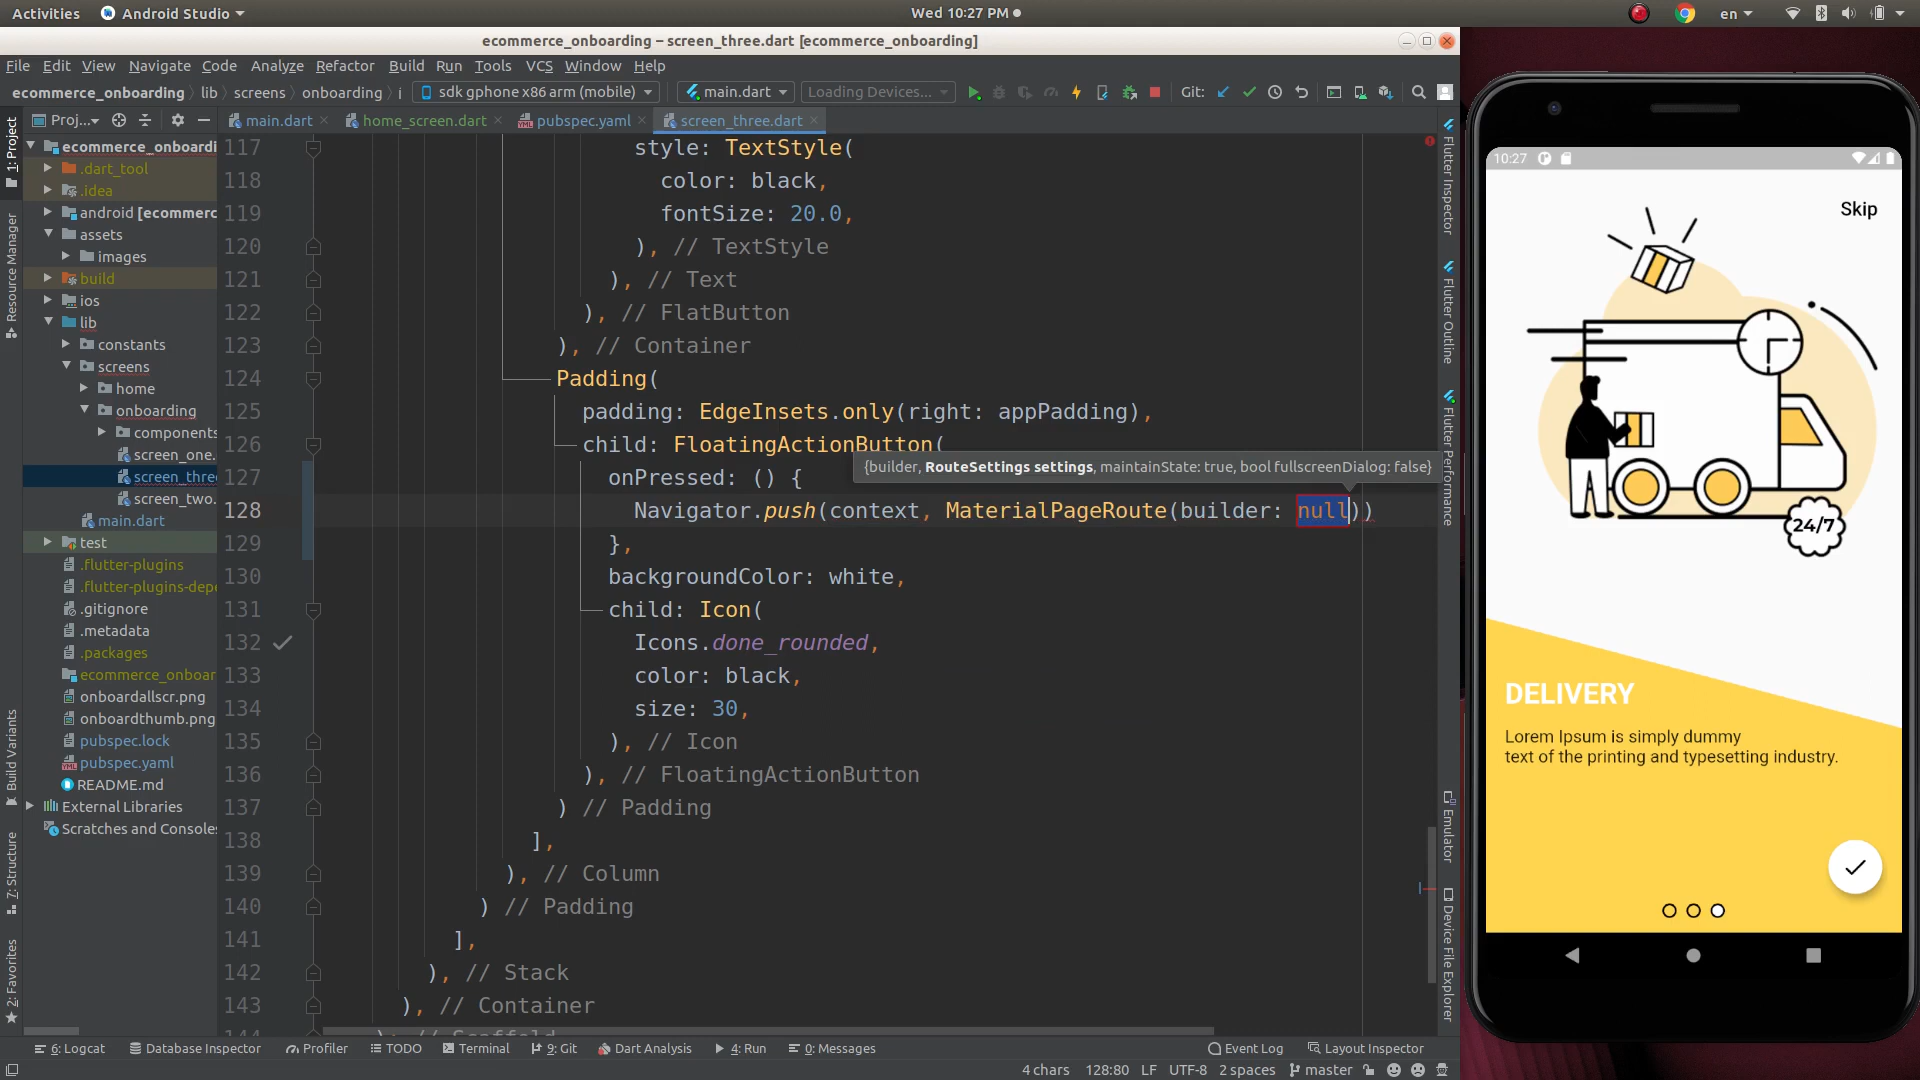 Activities Android Studio Wed 10:27 PM en
ecommerce_onboarding – screen_three.dart [ecommerce_onboarding]
File Edit View Navigate Code Analyze Refactor Build Run Tools VCS Window Help
ecommerce_onboarding lib screens onboarding sdk gphone x86 arm (mobile) main.dart Loading Devices... Git:
Proj... main.dart home_screen.dart pubspec.yaml screen_three.dart
1: Project
Resource Manager
Build Variants
7: Structure
2: Favorites
ecommerce_onboardi
.dart_tool
.idea
android [ecommerc
assets
images
build
ios
lib
constants
screens
home
onboarding
components
screen_one.
screen_three
screen_two.
main.dart
test
.flutter-plugins
.flutter-plugins-depe
.gitignore
.metadata
.packages
ecommerce_onboar
onboardallscr.png
onboardthumb.png
pubspec.lock
pubspec.yaml
README.md
External Libraries
Scratches and Consoles
117 style: TextStyle(
118 color: black,
119 fontSize: 20.0,
120 ), // TextStyle
121 ), // Text
122 ), // FlatButton
123 ), // Container
124 Padding(
125 padding: EdgeInsets.only(right: appPadding),
126 child: FloatingActionButton(
{builder, RouteSettings settings, maintainState: true, bool fullscreenDialog: false}
127 onPressed: () {
128 Navigator.push(context, MaterialPageRoute(builder: null))
129 },
130 backgroundColor: white,
131 child: Icon(
132 Icons.done_rounded,
133 color: black,
134 size: 30,
135 ), // Icon
136 ), // FloatingActionButton
137 ) // Padding
138 ],
139 ), // Column
140 ) // Padding
141 ],
142 ), // Stack
143 ), // Container
144 ); // Scaffold
Flutter Inspector
Flutter Outline
Flutter Performance
Emulator
Device File Explorer
6: Logcat Database Inspector Profiler TODO Terminal 9: Git Dart Analysis 4: Run 0: Messages Event Log Layout Inspector
4 chars 128:80 LF UTF-8 2 spaces master
10:27
Skip
24/7
DELIVERY
Lorem Ipsum is simply dummy
text of the printing and typesetting industry.